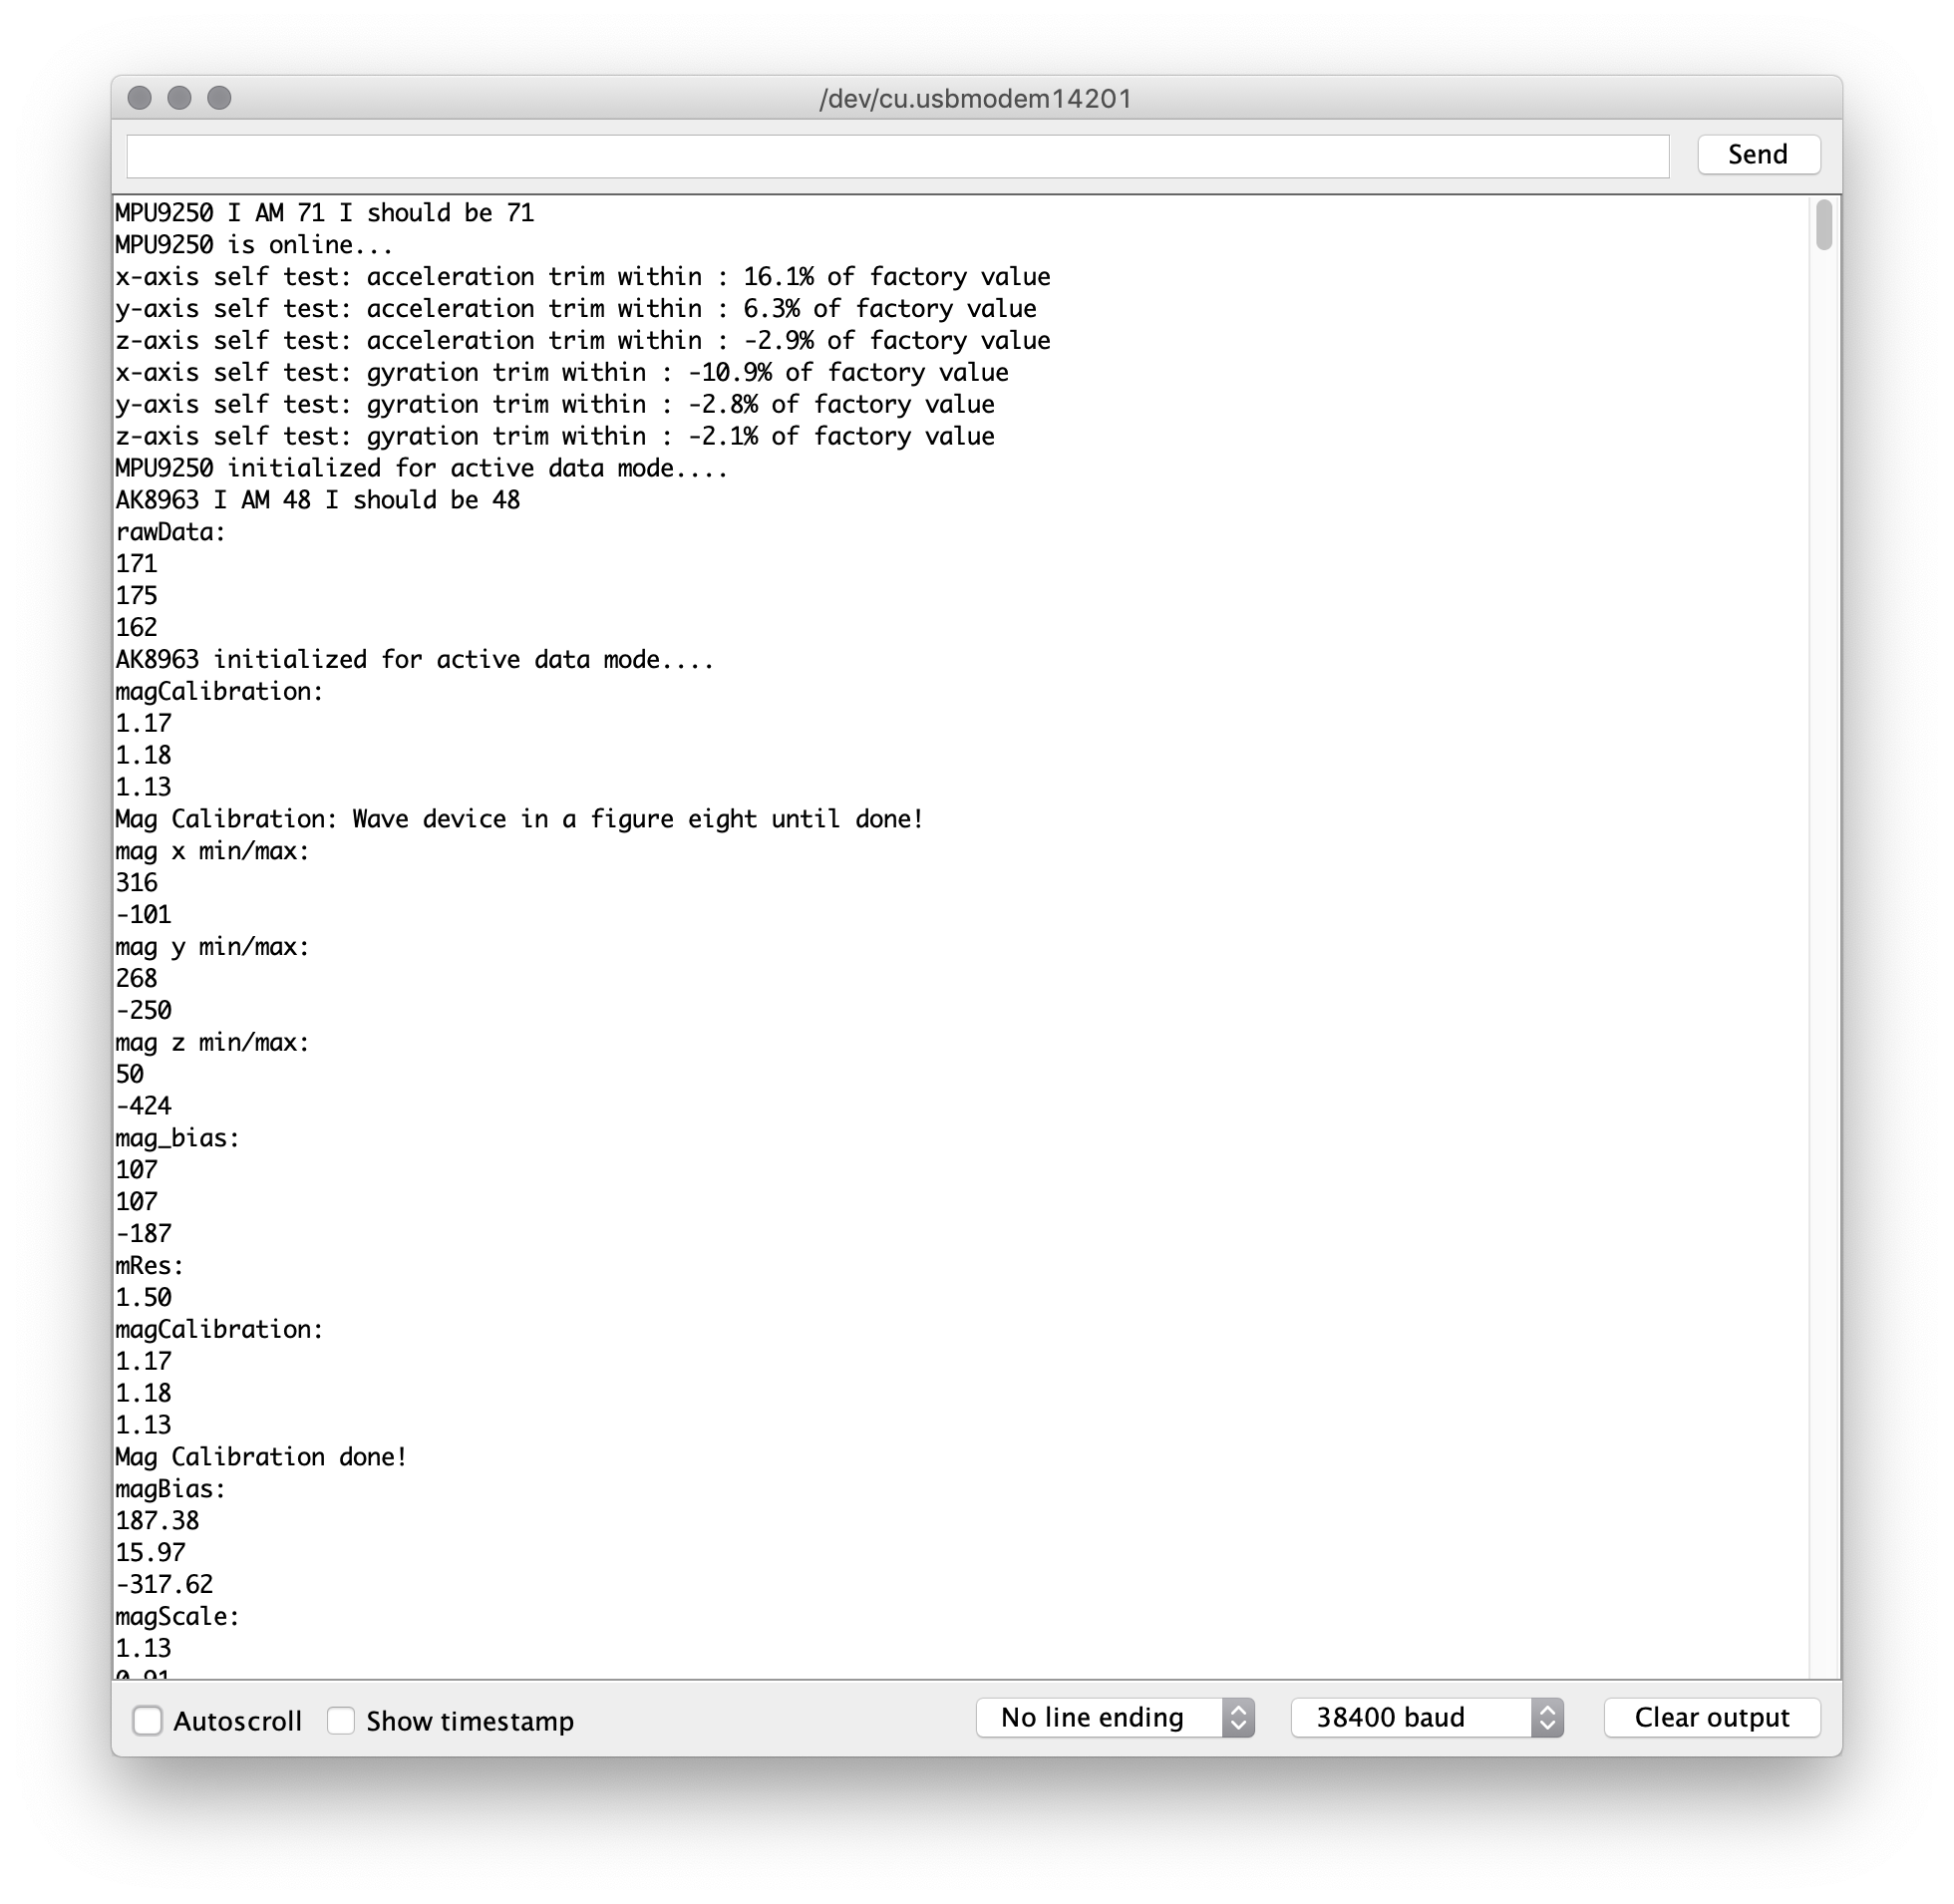 /dev/cu.usbmodem14201
Send
MPU9250 I AM 71 I should be 71
MPU9250 is online...
x-axis self test: acceleration trim within : 16.1% of factory value
y-axis self test: acceleration trim within : 6.3% of factory value
z-axis self test: acceleration trim within : -2.9% of factory value
x-axis self test: gyration trim within : -10.9% of factory value
y-axis self test: gyration trim within : -2.8% of factory value
z-axis self test: gyration trim within : -2.1% of factory value
MPU9250 initialized for active data mode....
AK8963 I AM 48 I should be 48
rawData:
171
175
162
AK8963 initialized for active data mode....
magCalibration:
1.17
1.18
1.13
Mag Calibration: Wave device in a figure eight until done!
mag x min/max:
316
-101
mag y min/max:
268
-250
mag z min/max:
50
-424
mag_bias:
107
107
-187
mRes:
1.50
magCalibration:
1.17
1.18
1.13
Mag Calibration done!
magBias:
187.38
15.97
-317.62
magScale:
1.13
0.91
Autoscroll Show timestamp No line ending 38400 baud Clear output